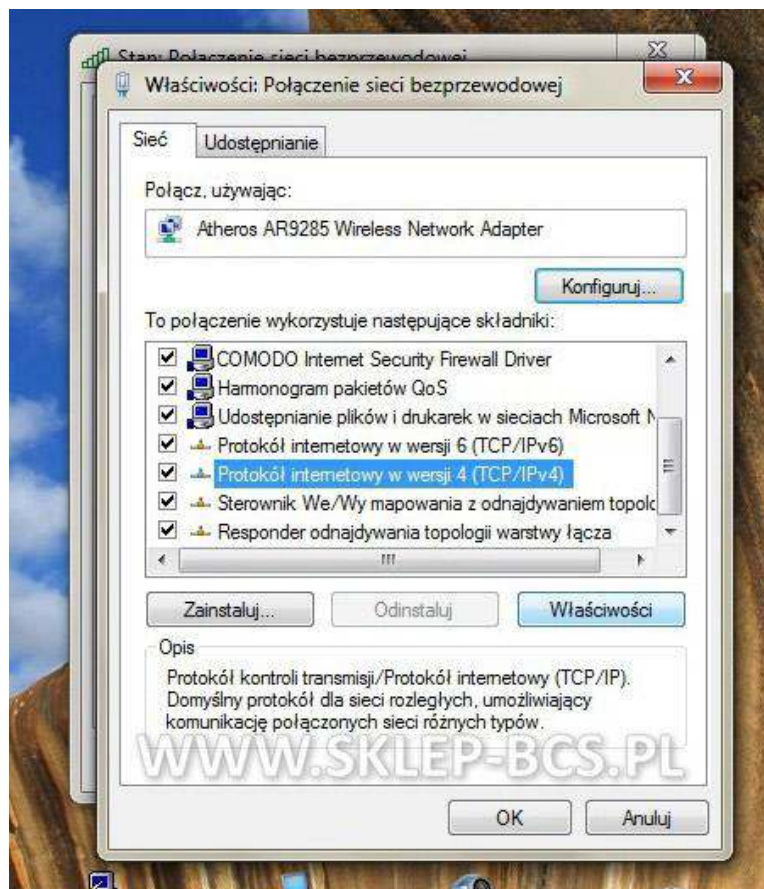 Stan: Połączenie sieci bezprzewodowej
Właściwości: Połączenie sieci bezprzewodowej
Sieć
Udostępnianie
Połącz, używając:
Atheros AR9285 Wireless Network Adapter
Konfiguruj...
To połączenie wykorzystuje następujące składniki:
COMODO Internet Security Firewall Driver
Harmonogram pakietów QoS
Udostępnianie plików i drukarek w sieciach Microsoft N
Protokół internetowy w wersji 6 (TCP/IPv6)
Protokół internetowy w wersji 4 (TCP/IPv4)
Sterownik We/Wy mapowania z odnajdywaniem topolo
Responder odnajdywania topologii warstwy łącza
Zainstaluj...
Odinstaluj
Właściwości
Opis
Protokół kontroli transmisji/Protokół internetowy (TCP/IP).
Domyślny protokół dla sieci rozległych, umożliwiający
komunikację połączonych sieci różnych typów.
WWW.SKLEP-BCS.PL
OK
Anuluj